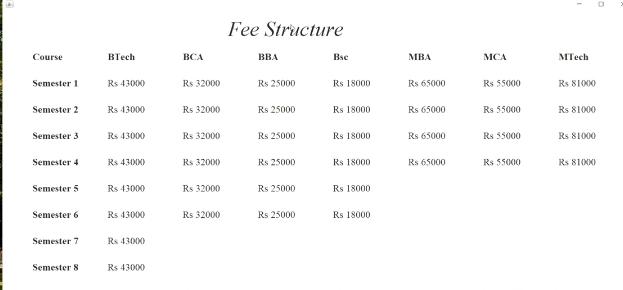 Fee Structure
Course BTech BCA BBA Bsc MBA MCA MTech
Semester 1 Rs 43000 Rs 32000 Rs 25000 Rs 18000 Rs 65000 Rs 55000 Rs 81000
Semester 2 Rs 43000 Rs 32000 Rs 25000 Rs 18000 Rs 65000 Rs 55000 Rs 81000
Semester 3 Rs 43000 Rs 32000 Rs 25000 Rs 18000 Rs 65000 Rs 55000 Rs 81000
Semester 4 Rs 43000 Rs 32000 Rs 25000 Rs 18000 Rs 65000 Rs 55000 Rs 81000
Semester 5 Rs 43000 Rs 32000 Rs 25000 Rs 18000
Semester 6 Rs 43000 Rs 32000 Rs 25000 Rs 18000
Semester 7 Rs 43000
Semester 8 Rs 43000